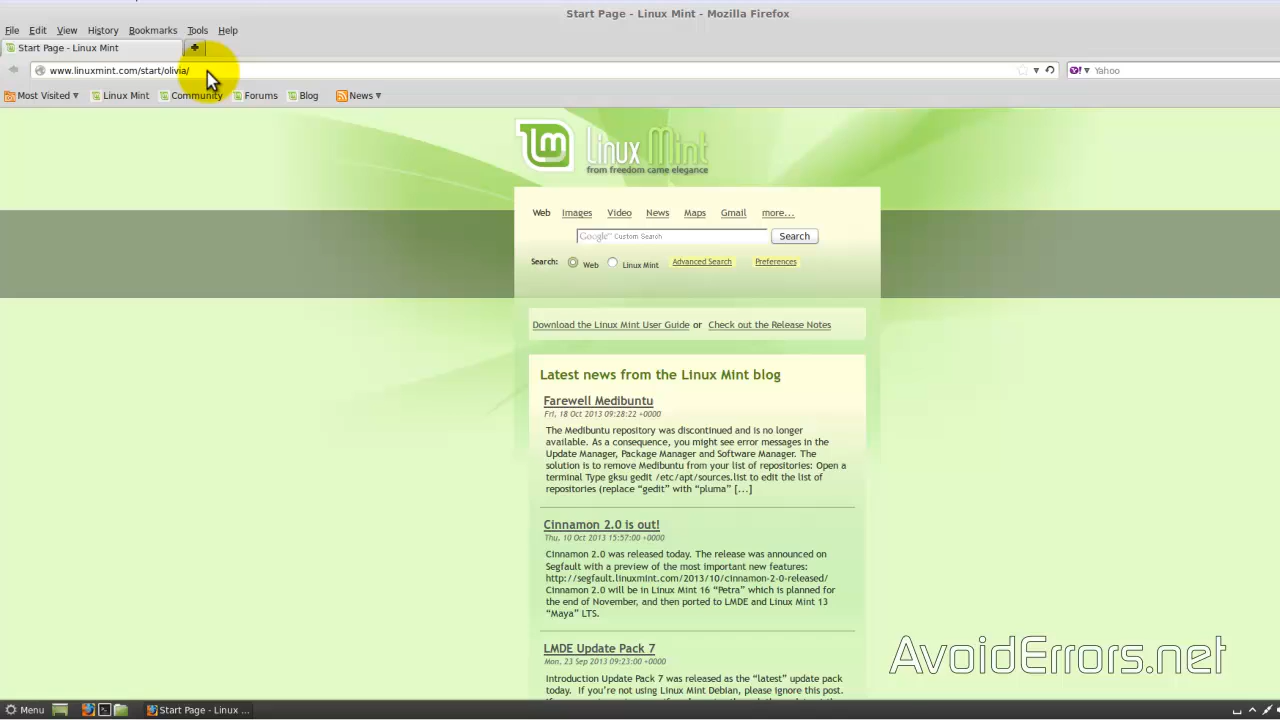 Start Page - Linux Mint - Mozilla Firefox
File Edit View History Bookmarks Tools Help
Start Page - Linux Mint
www.linuxmint.com/start/olivia/
Yahoo
Most Visited Linux Mint Community Forums Blog News
Linux Mint
from freedom came elegance
Web Images Video News Maps Gmail more...
Google™ Custom Search Search
Search: Web Linux Mint Advanced Search Preferences
Download the Linux Mint User Guide or Check out the Release Notes
Latest news from the Linux Mint blog
Farewell Medibuntu
Fri, 18 Oct 2013 09:28:22 +0000
The Medibuntu repository was discontinued and is no longer
available. As a consequence, you might see error messages in the
Update Manager, Package Manager and Software Manager. The
solution is to remove Medibuntu from your list of repositories: Open a
terminal Type gksu gedit /etc/apt/sources.list to edit the list of
repositories (replace “gedit” with “pluma” [...]
Cinnamon 2.0 is out!
Thu, 10 Oct 2013 15:57:00 +0000
Cinnamon 2.0 was released today. The release was announced on
Segfault with a preview of the most important new features:
http://segfault.linuxmint.com/2013/10/cinnamon-2-0-released/
Cinnamon 2.0 will be in Linux Mint 16 “Petra” which is planned for
the end of November, and then ported to LMDE and Linux Mint 13
“Maya” LTS.
LMDE Update Pack 7
Mon, 23 Sep 2013 09:23:00 +0000
Introduction Update Pack 7 was released as the “latest” update pack
today. If you’re not using Linux Mint Debian, please ignore this post.
AvoidErrors.net
Menu Start Page - Linux ...